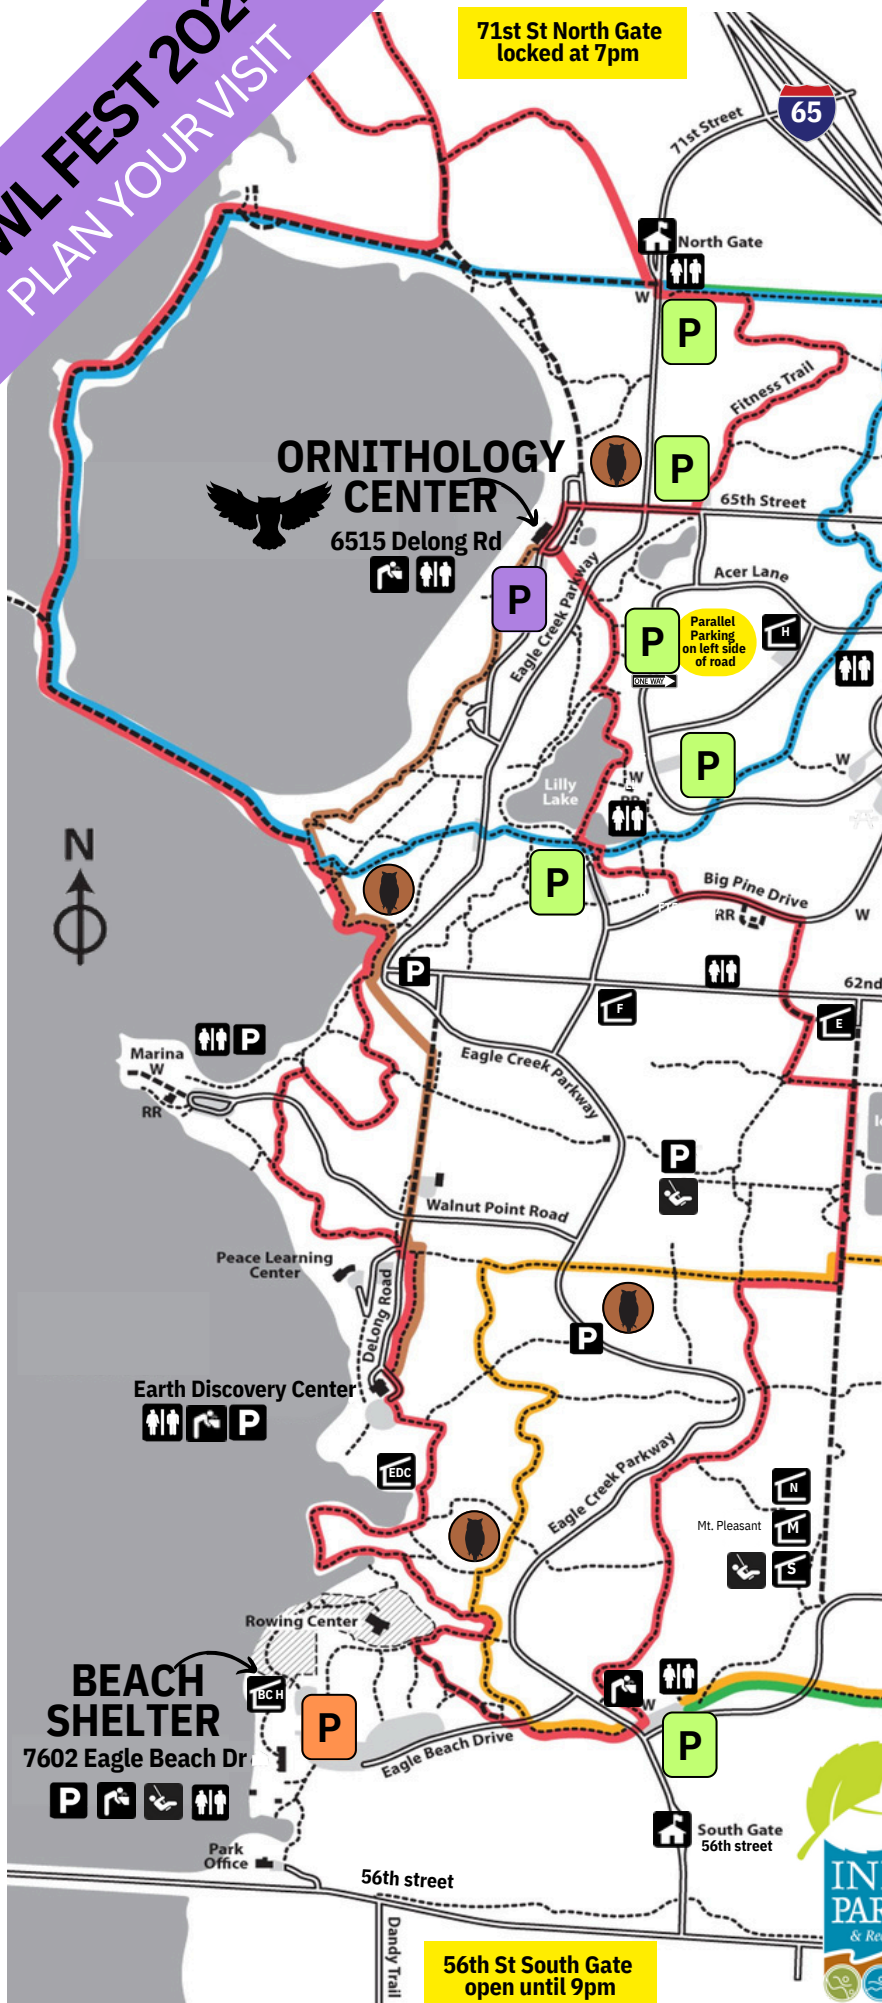 WL FEST 202
PLAN YOUR VISIT
71st St North Gate
locked at 7pm
65
71st Street
North Gate
W
P
Fitness Trail
ORNITHOLOGY
CENTER
P
65th Street
6515 Delong Rd
Acer Lane
P
Eagle Creek Parkway
P
Parallel
Parking
on left side
of road
H
ONE WAY
P
W
Lilly
Lake
W
RR
N
P
Big Pine Drive
RR
W
P
62nd
F
E
P
Marina
W
RR
Eagle Creek Parkway
P
Walnut Point Road
Peace Learning
Center
DeLong Road
P
Earth Discovery Center
P
EDC
Eagle Creek Parkway
N
Mt. Pleasant
M
S
Rowing Center
BEACH
SHELTER
BC H
W
P
P
7602 Eagle Beach Dr
Eagle Beach Drive
P
South Gate
56th street
Park
Office
56th street
Dandy Trail
IN
PAR
& Re
56th St South Gate
open until 9pm